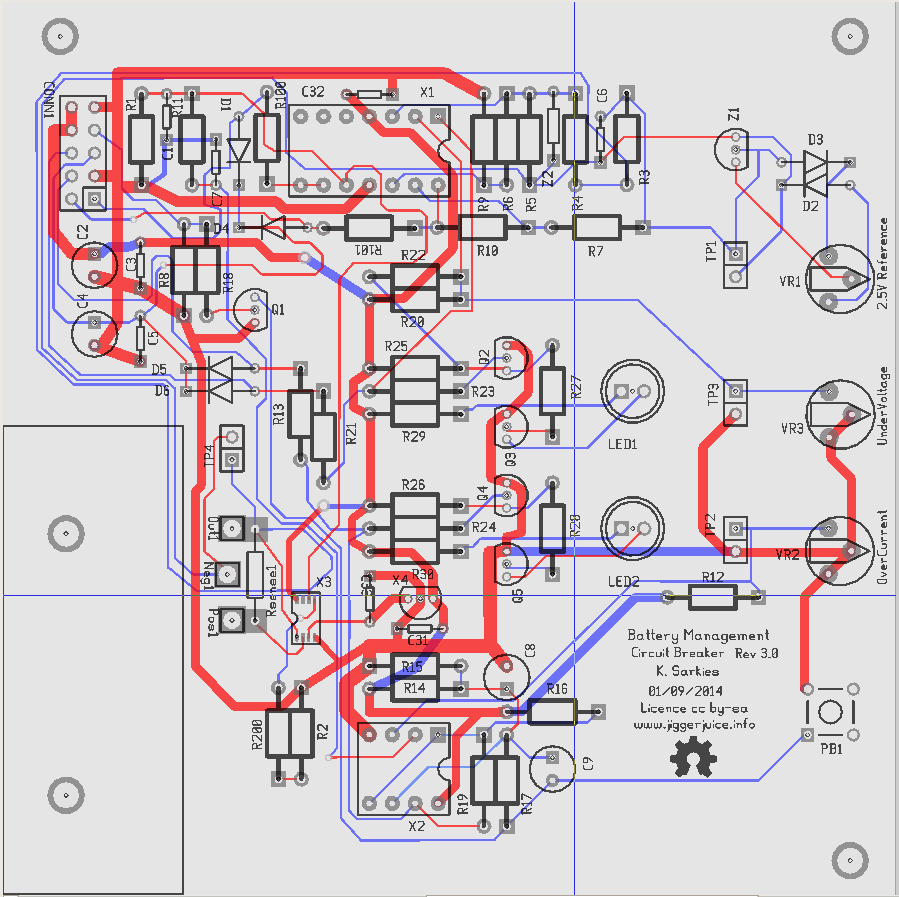 CONN1
R1
R11
D1
R100
C32
X1
C6
Z1
D3
C1
C7
Z2
R9
R6
R5
R4
R3
D2
C2
D4
R101
R10
R7
TP1
VR1
2.5V Reference
C3
R8
R18
Q1
R22
R20
C4
C5
D5
D6
R25
R23
R29
Q2
R27
Q3
LED1
TP3
VR3
UnderVoltage
R13
R21
TP4
R26
R24
Q4
R28
LED2
TP2
VR2
OverCurrent
Neg1
X3
X4
R30
Q5
R12
Pos1
C31
R15
R14
C8
R16
Battery Management
Circuit Breaker Rev 3.0
K. Sarkies
01/09/2014
Licence cc by-sa
www.jiggerjuice.info
PB1
R200
R2
X2
R19
R17
C9